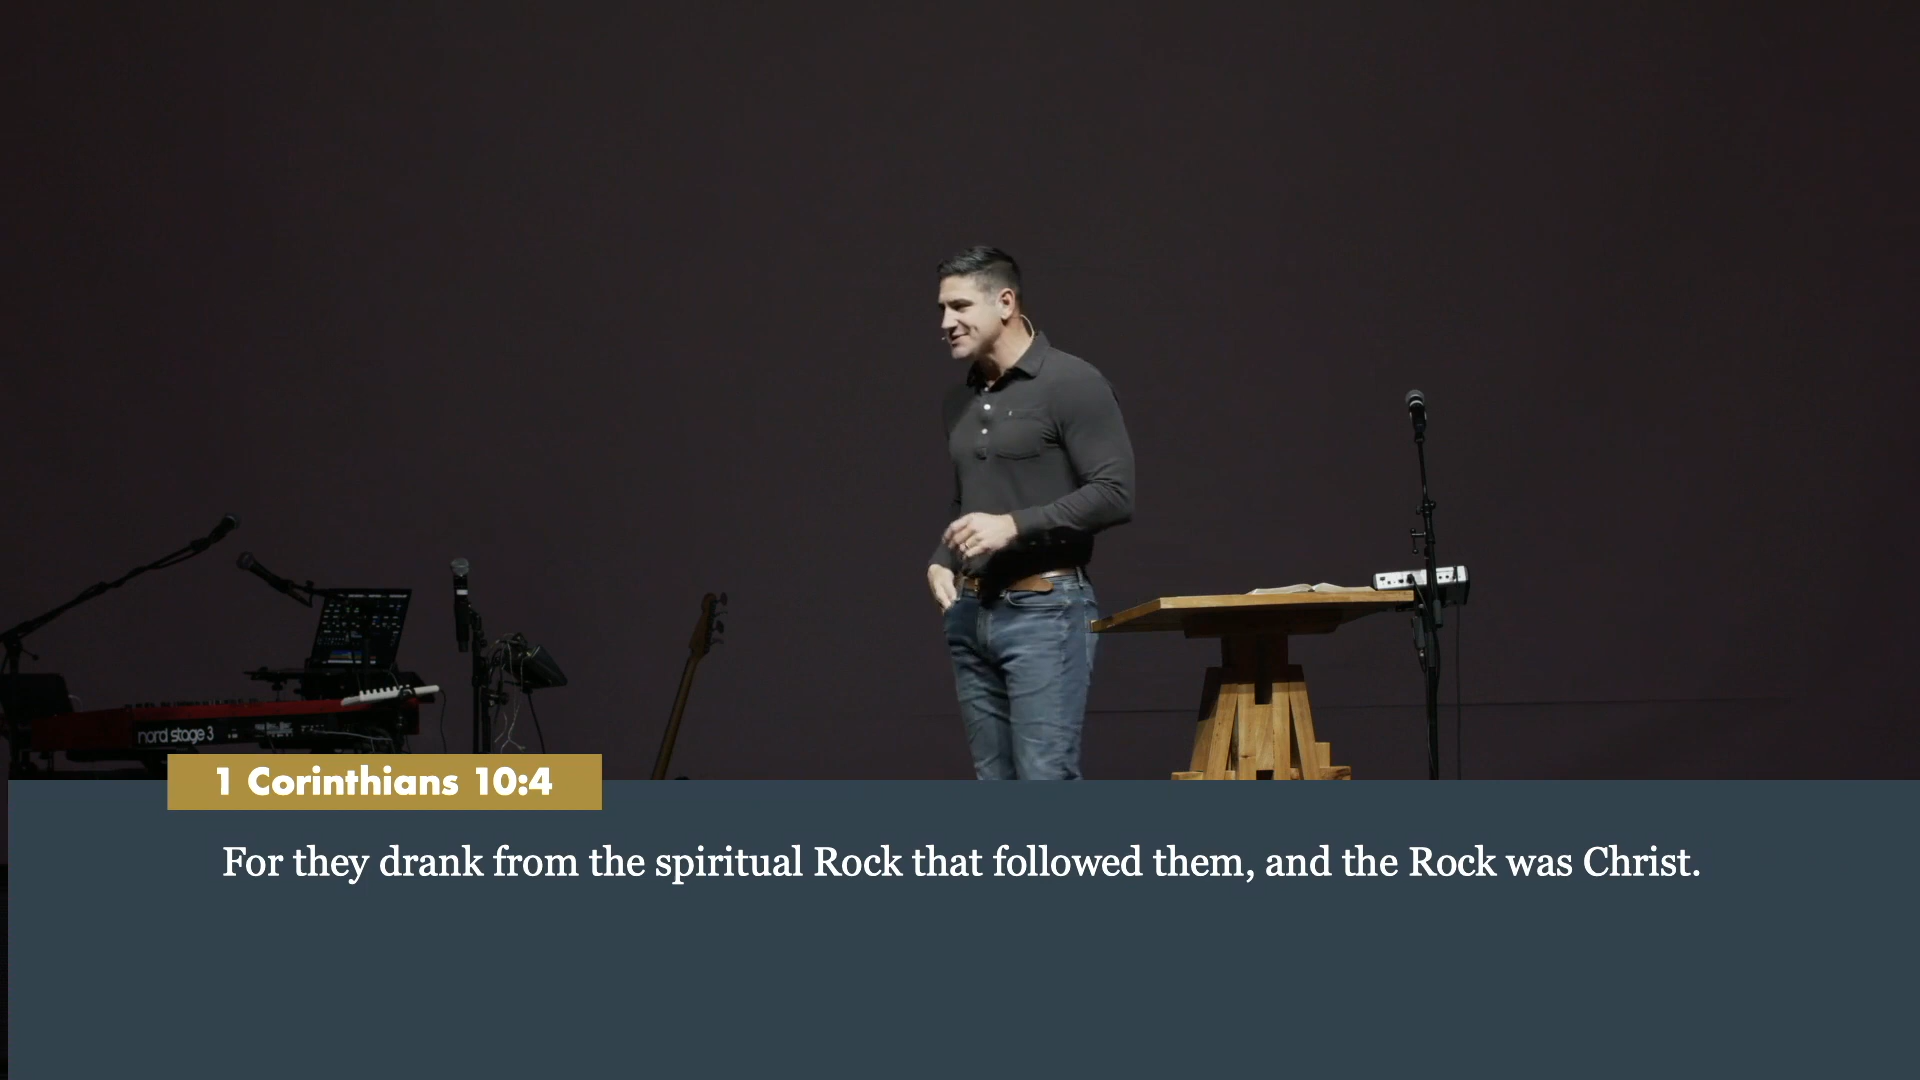 nord stage 3
1 Corinthians 10:4
For they drank from the spiritual Rock that followed them, and the Rock was Christ.